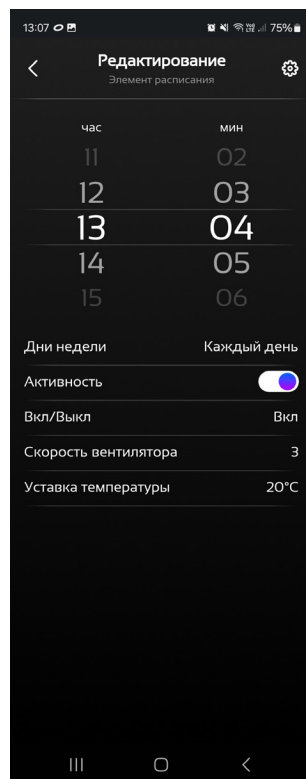 13:07 75%
Редактирование
Элемент расписания
час мин
11 02
12 03
13 04
14 05
15 06
Дни недели Каждый день
Активность
Вкл/Выкл Вкл
Скорость вентилятора 3
Уставка температуры 20°C